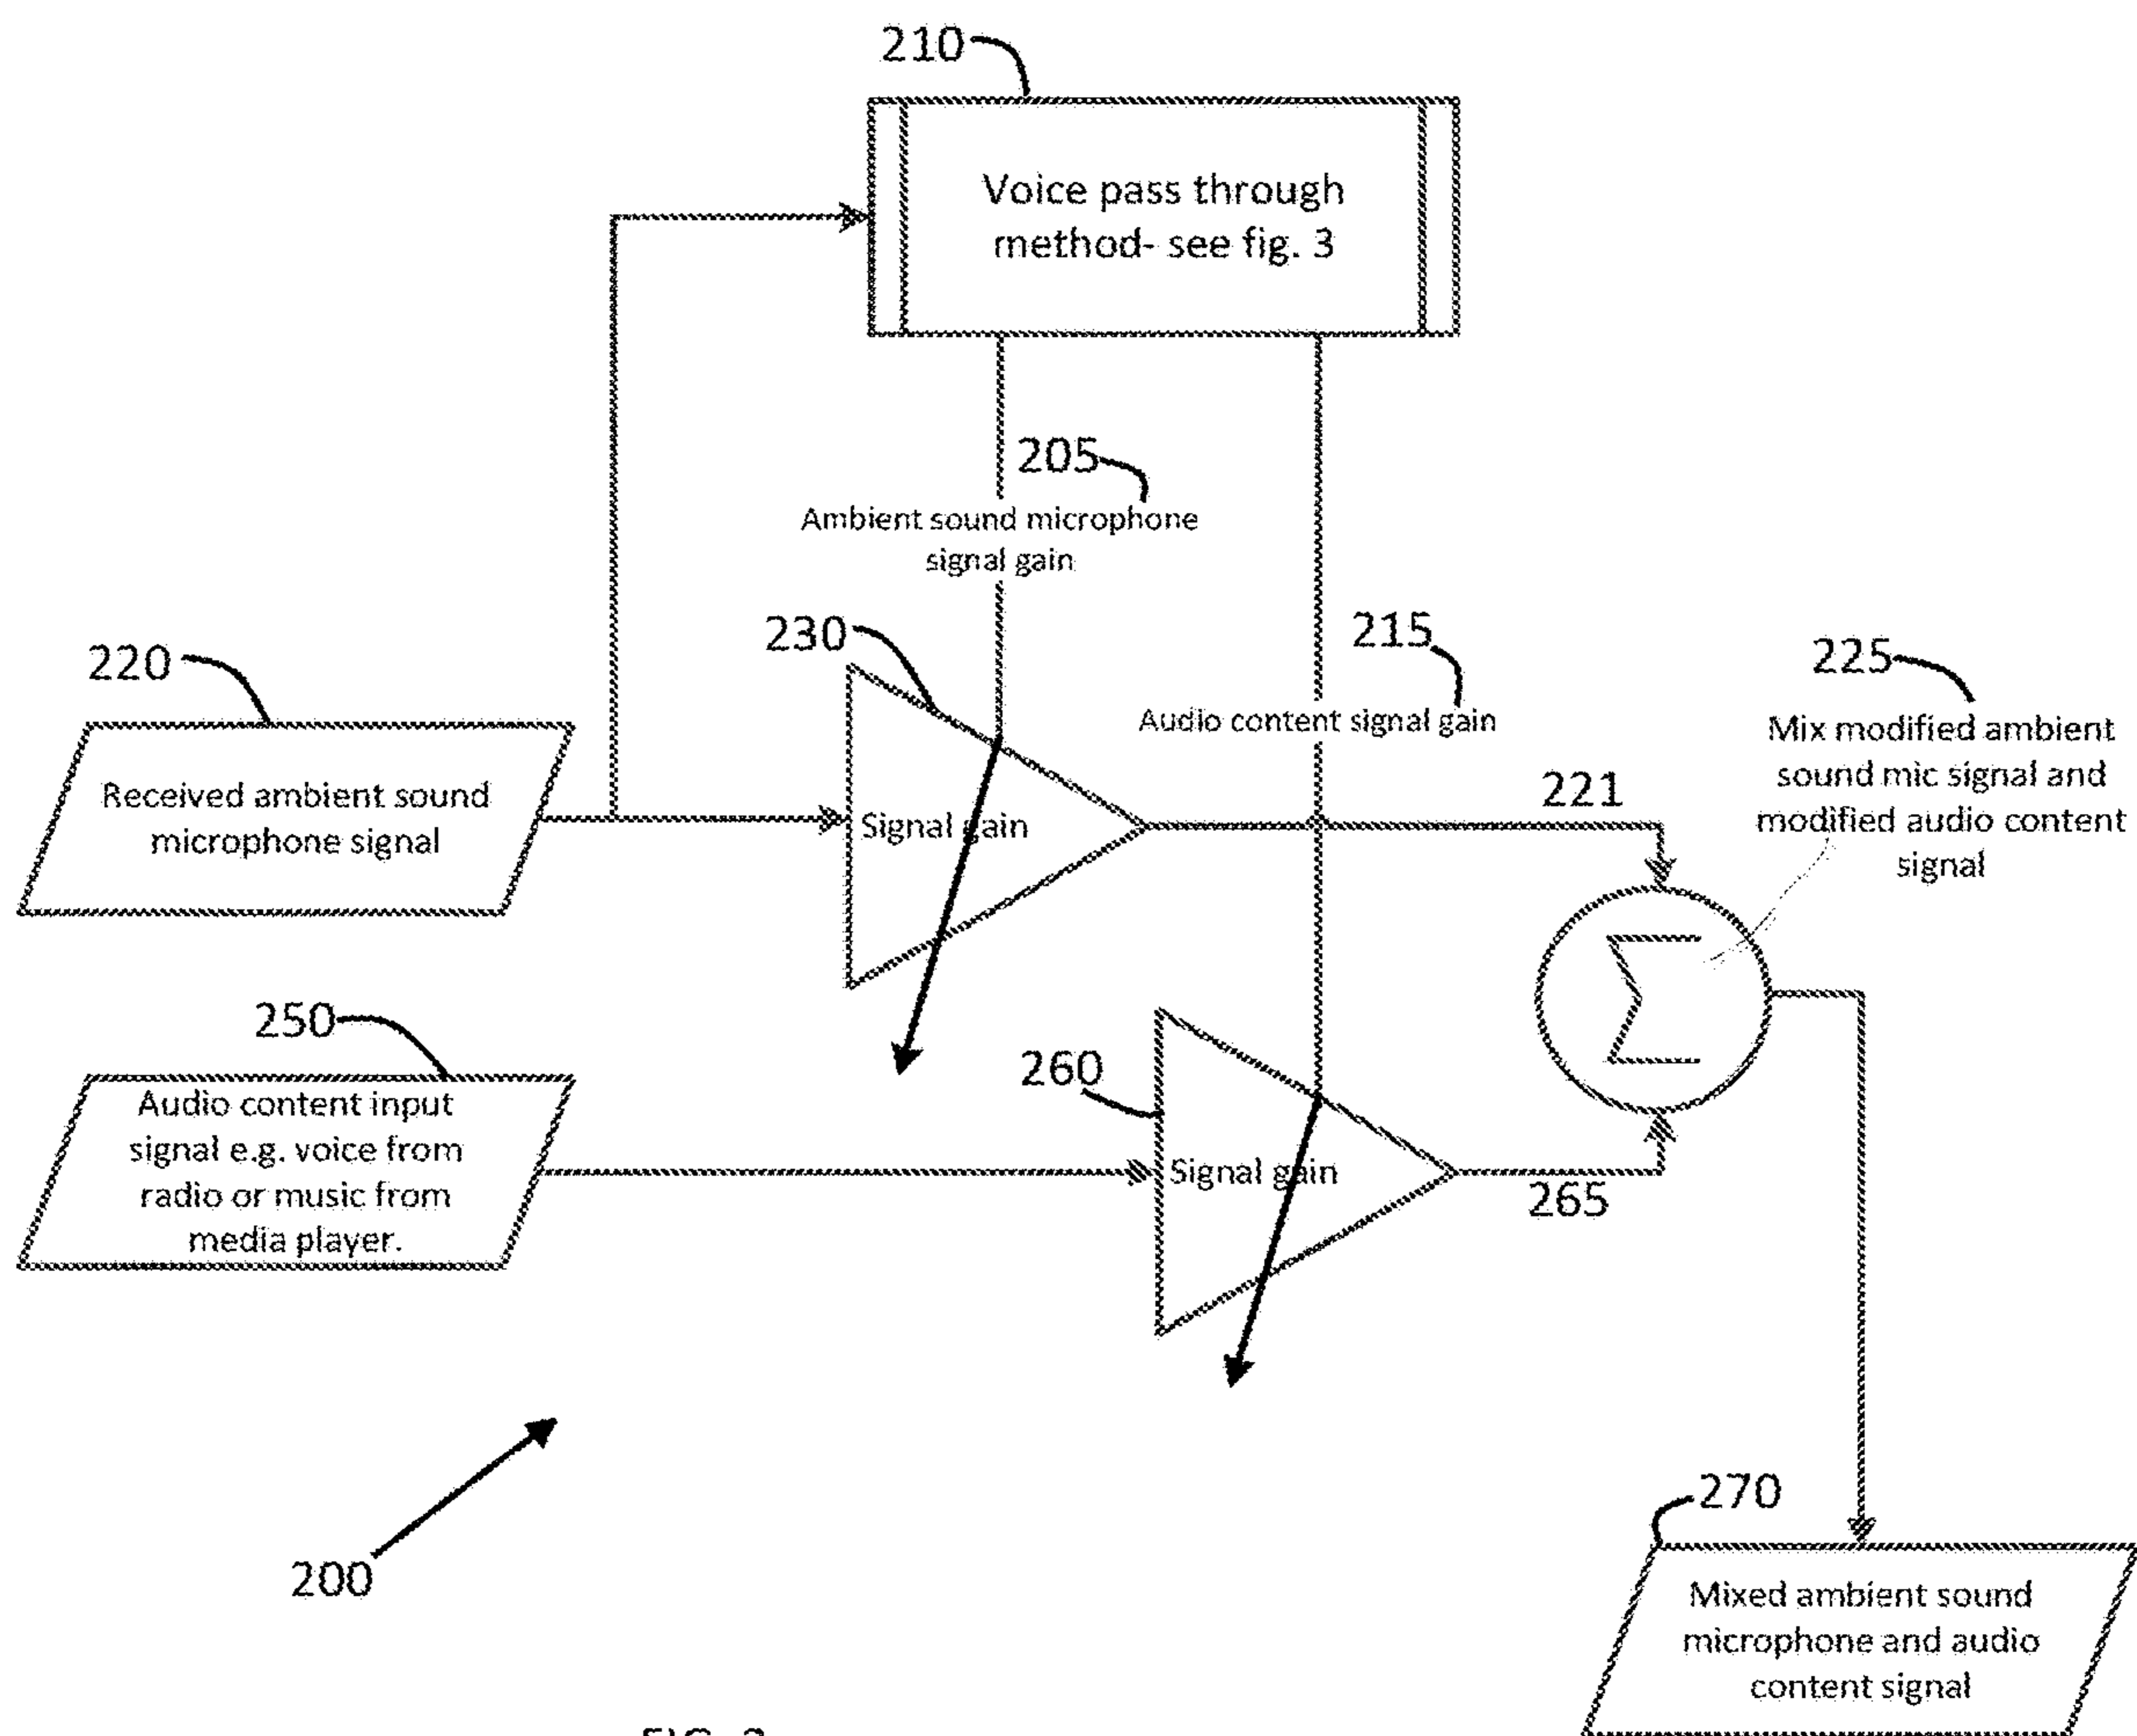 210
Voice pass through
method- see fig. 3
205
Ambient sound microphone
signal gain
230
215
220
225
Audio content signal gain
Mix modified ambient
sound mic signal and
modified audio content
signal
221
Received ambient sound
microphone signal
Signal gain
250
260
Audio content input
signal e.g. voice from
radio or music from
media player.
Signal gain
265
Σ
200
270
Mixed ambient sound
microphone and audio
content signal